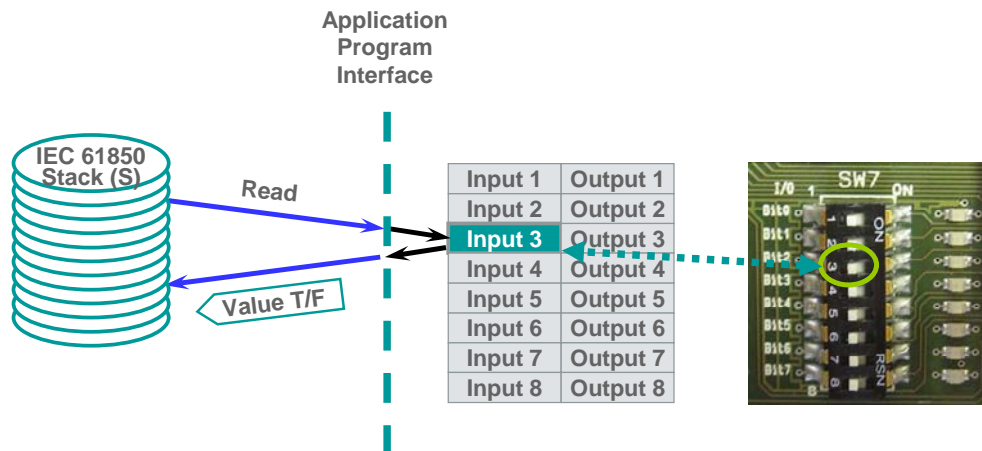 Application
Program
Interface
IEC 61850
Stack (S)
Read
Value T/F
Input 1 Output 1
Input 2 Output 2
Input 3 Output 3
Input 4 Output 4
Input 5 Output 5
Input 6 Output 6
Input 7 Output 7
Input 8 Output 8
SW7
I/O 1 ON
Bit0
Bit1
Bit2
Bit3
Bit4
Bit5
Bit6
Bit7
8
ON
1
2
3
4
5
6
7
8
RSN